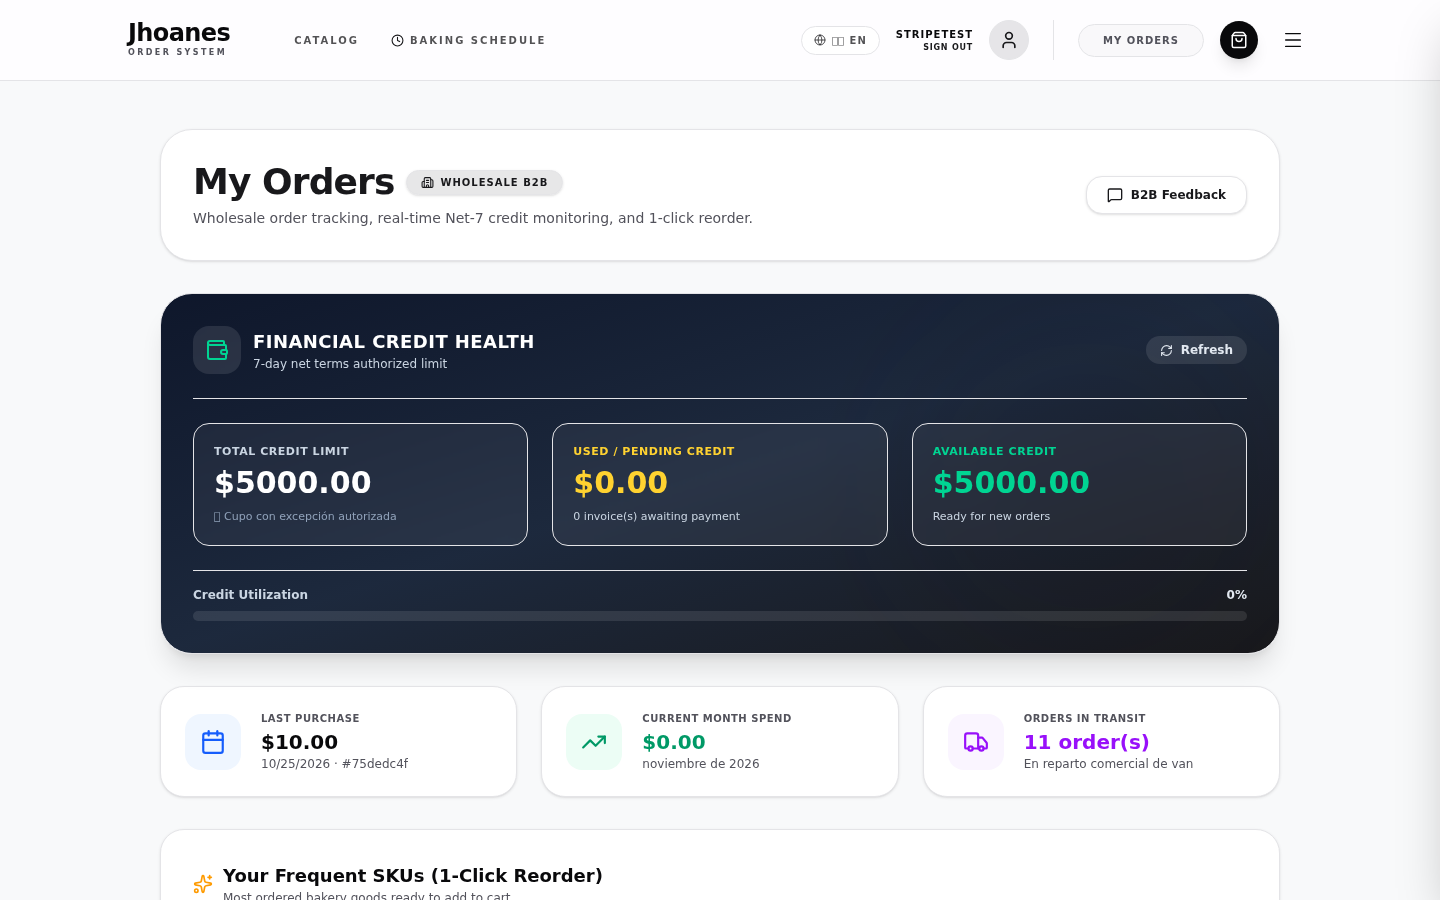 Jhoanes
ORDER SYSTEM
CATALOG
BAKING SCHEDULE
EN
STRIPETEST
SIGN OUT
MY ORDERS
My Orders
WHOLESALE B2B
Wholesale order tracking, real-time Net-7 credit monitoring, and 1-click reorder.
B2B Feedback
FINANCIAL CREDIT HEALTH
7-day net terms authorized limit
Refresh
TOTAL CREDIT LIMIT
$5000.00
Cupo con excepción autorizada
USED / PENDING CREDIT
$0.00
0 invoice(s) awaiting payment
AVAILABLE CREDIT
$5000.00
Ready for new orders
Credit Utilization
0%
LAST PURCHASE
$10.00
10/25/2026 · #75dedc4f
CURRENT MONTH SPEND
$0.00
noviembre de 2026
ORDERS IN TRANSIT
11 order(s)
En reparto comercial de van
Your Frequent SKUs (1-Click Reorder)
Most ordered bakery goods ready to add to cart